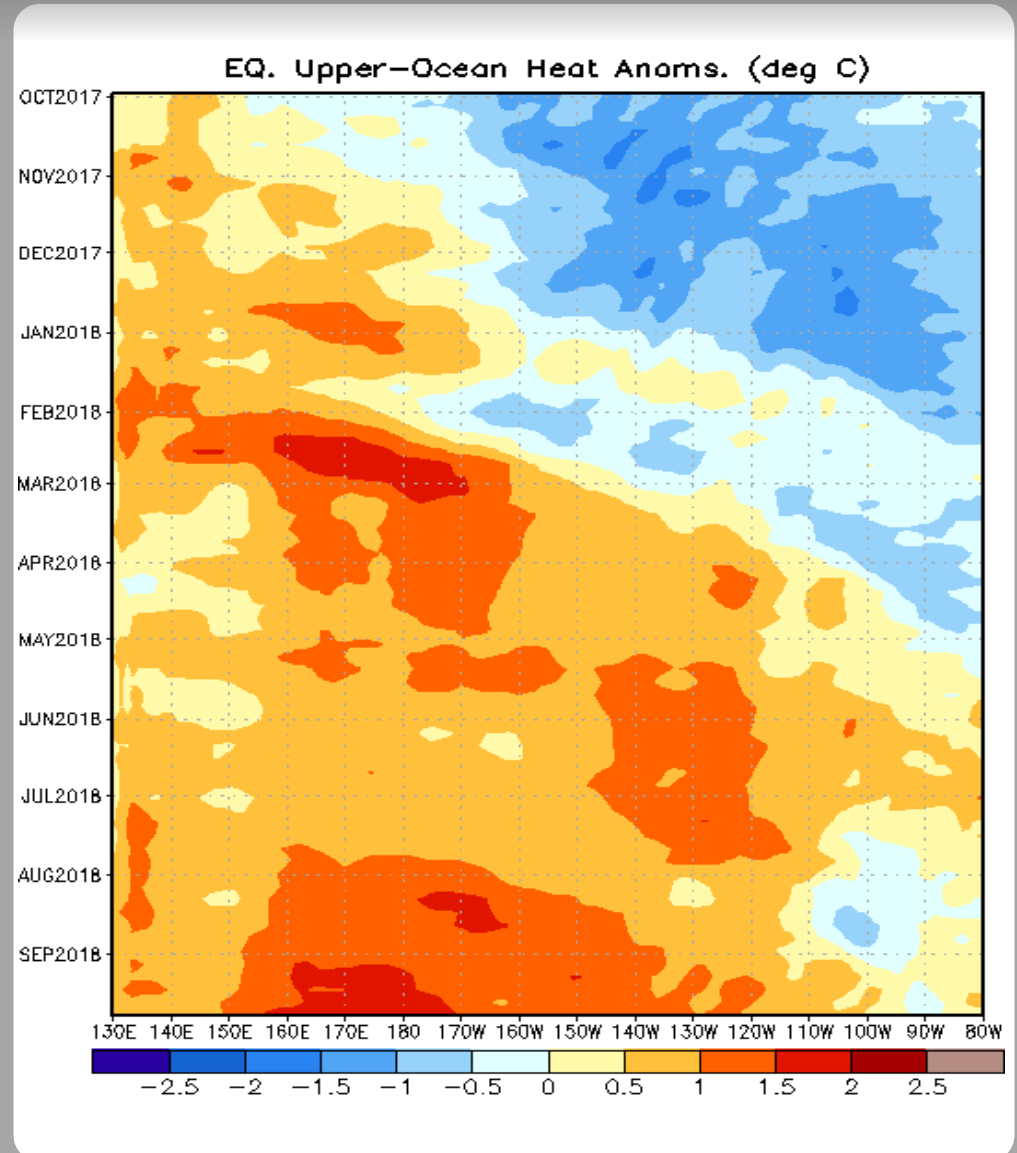 EQ. Upper-Ocean Heat Anoms. (deg C)
OCT2017
NOV2017
DEC2017
JAN2018
FEB2018
MAR2018
APR2018
MAY2018
JUN2018
JUL2018
AUG2018
SEP2018
130E 140E 150E 160E 170E 180 170W 160W 150W 140W 130W 120W 110W 100W 90W 80W
-2.5 -2 -1.5 -1 -0.5 0 0.5 1 1.5 2 2.5